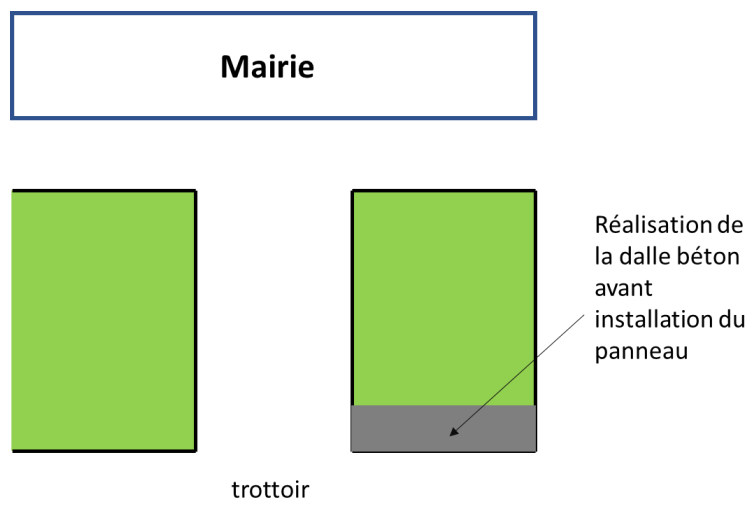 Mairie
Réalisation de
la dalle béton
avant
installation du
panneau
trottoir